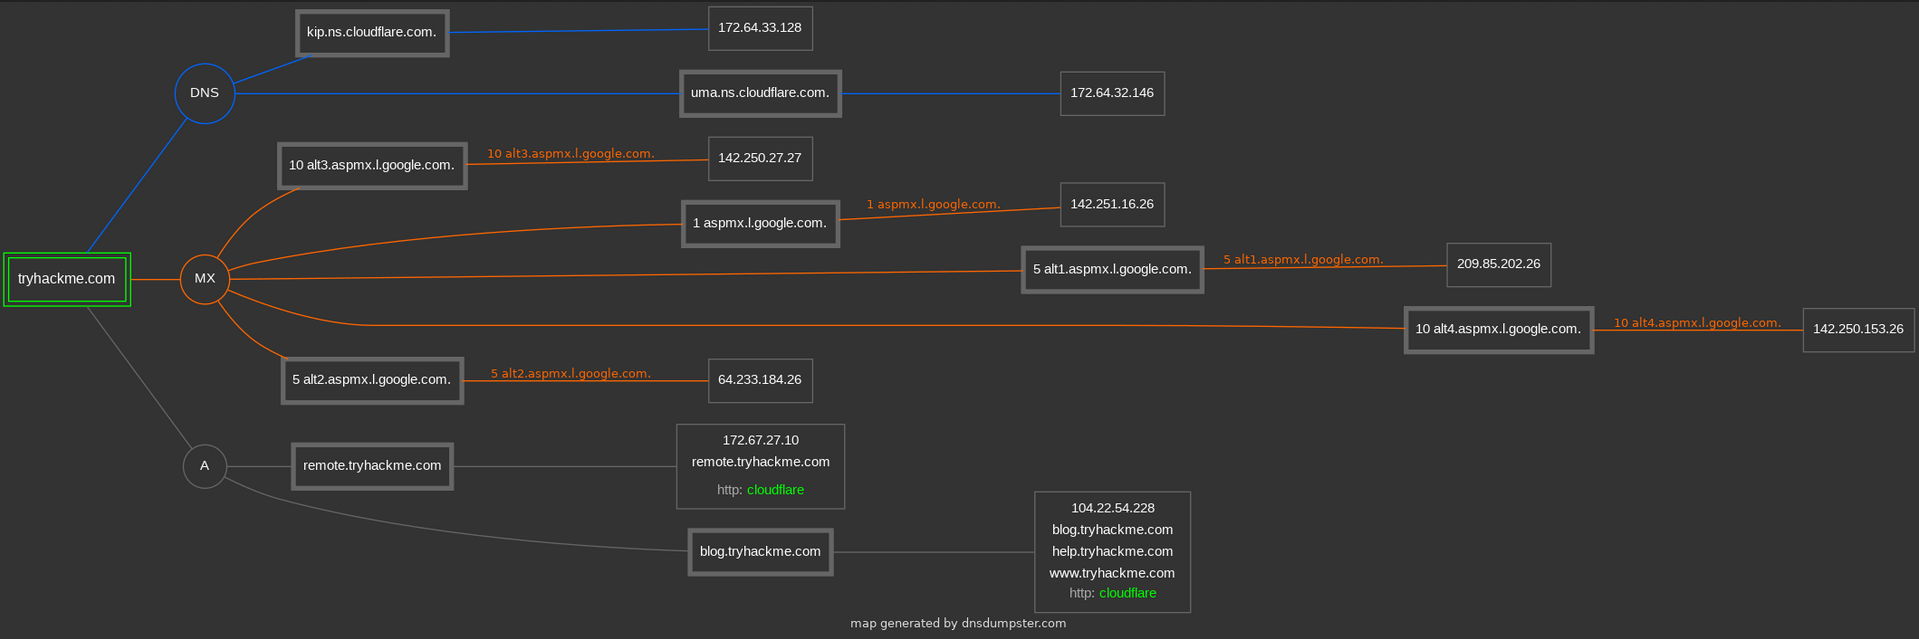 kip.ns.cloudflare.com.
172.64.33.128
DNS
uma.ns.cloudflare.com.
172.64.32.146
10 alt3.aspmx.l.google.com.
10 alt3.aspmx.l.google.com.
142.250.27.27
1 aspmx.l.google.com.
1 aspmx.l.google.com.
142.251.16.26
tryhackme.com
MX
5 alt1.aspmx.l.google.com.
5 alt1.aspmx.l.google.com.
209.85.202.26
10 alt4.aspmx.l.google.com.
10 alt4.aspmx.l.google.com.
142.250.153.26
5 alt2.aspmx.l.google.com.
5 alt2.aspmx.l.google.com.
64.233.184.26
A
remote.tryhackme.com
172.67.27.10
remote.tryhackme.com
http: cloudflare
blog.tryhackme.com
104.22.54.228
blog.tryhackme.com
help.tryhackme.com
www.tryhackme.com
http: cloudflare
map generated by dnsdumpster.com